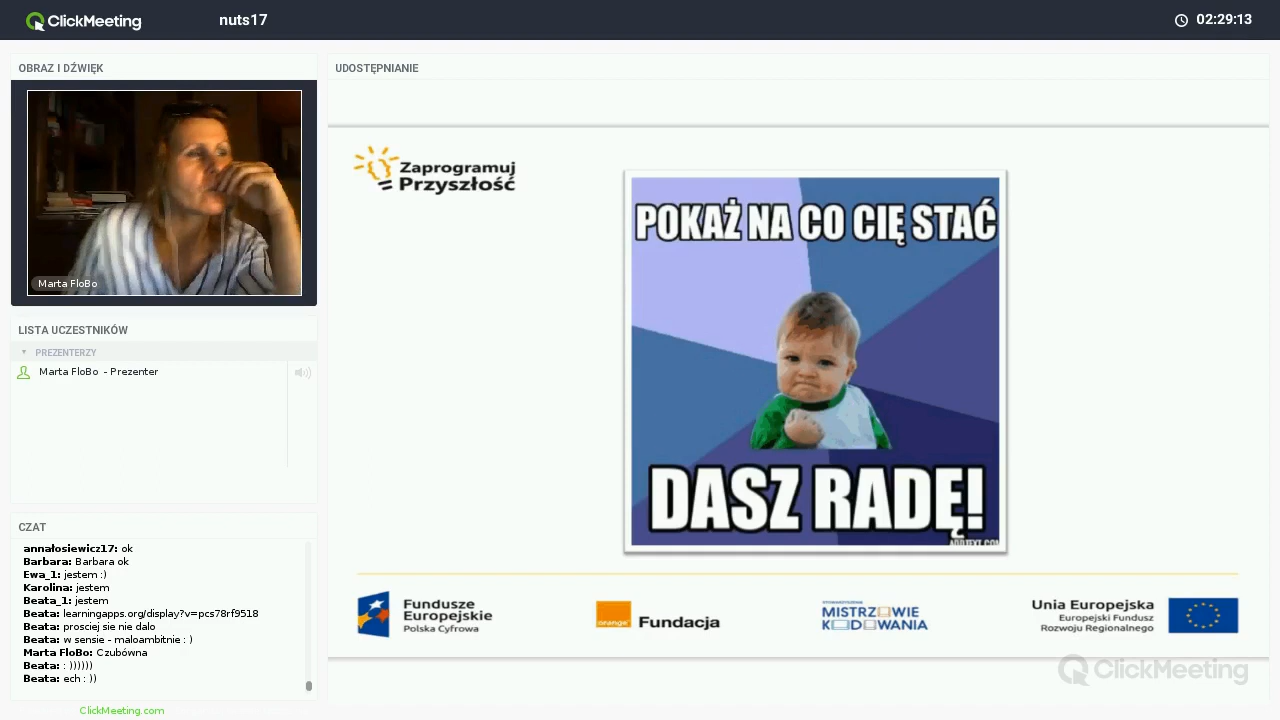 ClickMeeting
nuts17
02:29:13
OBRAZ I DŹWIĘK
Marta FloBo
LISTA UCZESTNIKÓW
PREZENTERZY
Marta FloBo - Prezenter
CZAT
annałosiewicz17: ok
Barbara: Barbara ok
Ewa_1: jestem :)
Karolina: jestem
Beata_1: jestem
Beata: learningapps.org/display?v=pcs78rf9518
Beata: prosciej sie nie dalo
Beata: w sensie - maloambitnie : )
Marta FloBo: Czubówna
Beata: : ))))))
Beata: ech : ))
ClickMeeting.com
UDOSTĘPNIANIE
Zaprogramuj
Przyszłość
POKAŻ NA CO CIĘ STAĆ
DASZ RADĘ!
Fundusze
Europejskie
Polska Cyfrowa
orange
Fundacja
MISTRZOWIE
KODOWANIA
Unia Europejska
Europejski Fundusz
Rozwoju Regionalnego
ClickMeeting